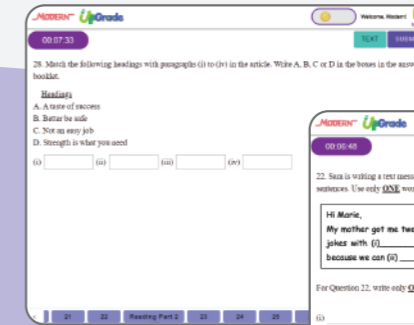 MODERN UpGrade
Welcome, Modern!
00:07:33
TEXT
28. Match the following headings with paragraphs (i) to (iv) in the article. Write A, B, C or D in the boxes in the answ
booklet.
Headings
A. A taste of success
B. Better be safe
C. Not an easy job
D. Strength is what you need
(i) (ii) (iii) (iv)
21 22 Reading Part 2 23 24 25
MODERN UpGrade
00:06:48
22. Sam is writing a text mess
sentences. Use only ONE wor
Hi Marie,
My mother got me two
jokes with (i)
because we can (ii)
For Question 22, write only O
(i)